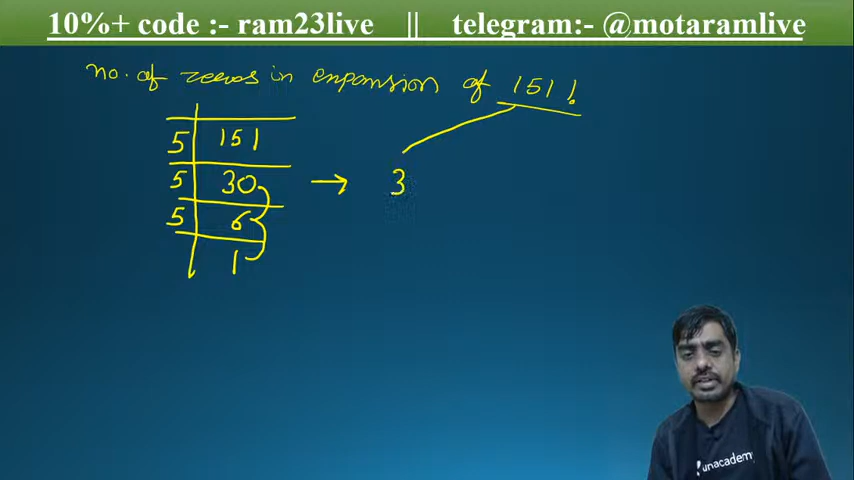 10%+ code :- ram23live || telegram:- @motaramlive
no. of zeros in expansion of 151!
5 151
5 30 → 3
5 6
1
unacademy